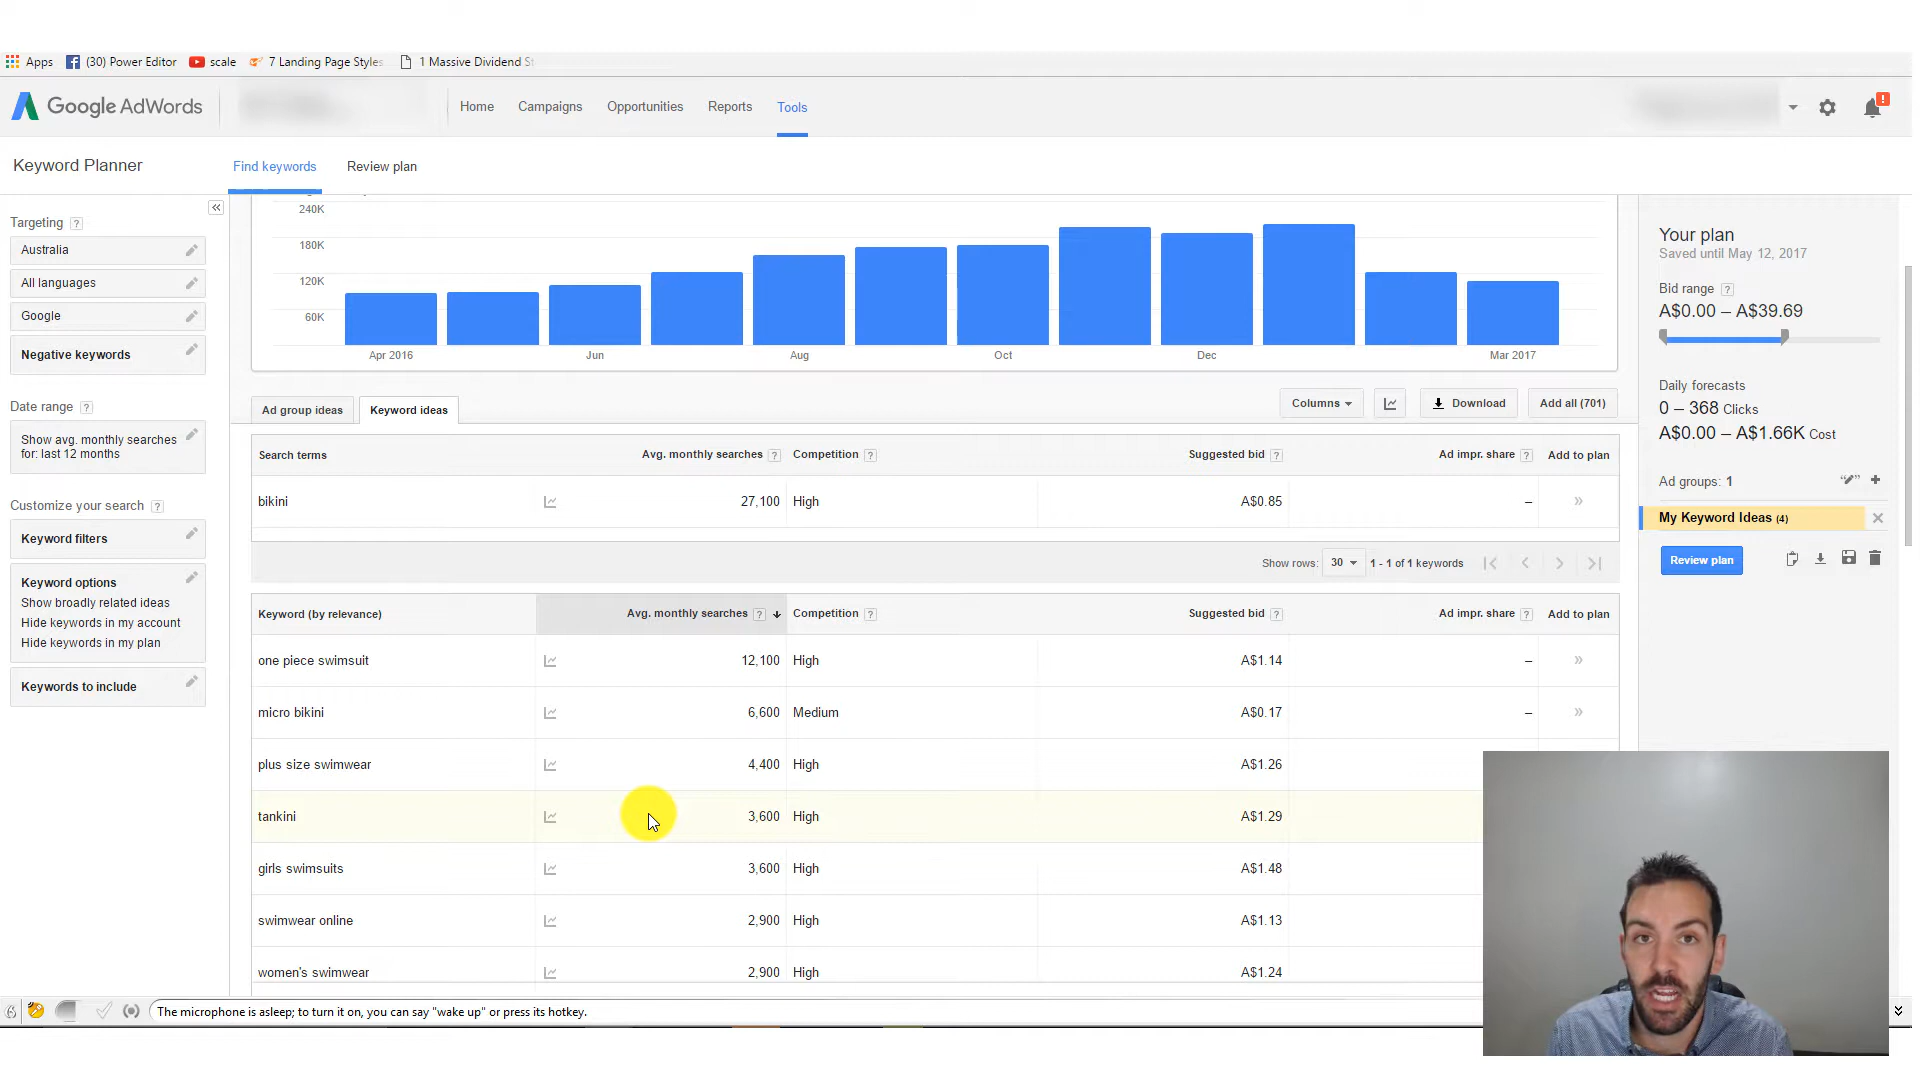 Apps (30) Power Editor scale 7 Landing Page Styles 1 Massive Dividend St
Google AdWords Home Campaigns Opportunities Reports Tools !
Keyword Planner Find keywords Review plan
Targeting ?
Australia
All languages
Google
Negative keywords
Date range ?
Show avg. monthly searches
for: last 12 months
Customize your search ?
Keyword filters
Keyword options
Show broadly related ideas
Hide keywords in my account
Hide keywords in my plan
Keywords to include
240K
180K
120K
60K
Apr 2016 Jun Aug Oct Dec Mar 2017
Ad group ideas Keyword ideas Columns Download Add all (701)
Search terms Avg. monthly searches ? Competition ? Suggested bid ? Ad impr. share ? Add to plan
bikini 27,100 High A$0.85 – »
Show rows: 30 1 - 1 of 1 keywords
Keyword (by relevance) Avg. monthly searches ? Competition ? Suggested bid ? Ad impr. share ? Add to plan
one piece swimsuit 12,100 High A$1.14 – »
micro bikini 6,600 Medium A$0.17 – »
plus size swimwear 4,400 High A$1.26
tankini 3,600 High A$1.29
girls swimsuits 3,600 High A$1.48
swimwear online 2,900 High A$1.13
women's swimwear 2,900 High A$1.24
Your plan
Saved until May 12, 2017
Bid range ?
A$0.00 – A$39.69
Daily forecasts
0 – 368 Clicks
A$0.00 – A$1.66K Cost
Ad groups: 1
My Keyword Ideas (4)
Review plan
The microphone is asleep; to turn it on, you can say "wake up" or press its hotkey.